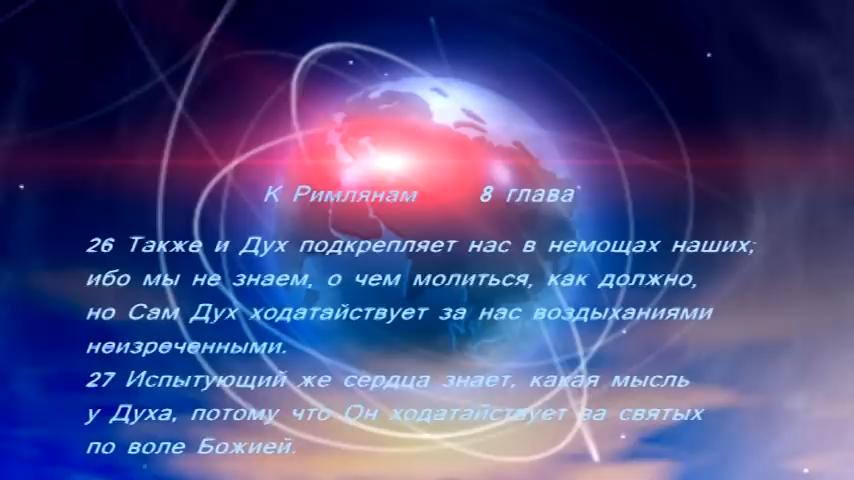 К Римлянам 8 глава
26 Также и Дух подкрепляет нас в немощах наших;
ибо мы не знаем, о чем молиться, как должно,
но Сам Дух ходатайствует за нас воздыханиями
неизреченными.
27 Испытующий же сердца знает, какая мысль
у Духа, потому что Он ходатайствует за святых
по воле Божией.